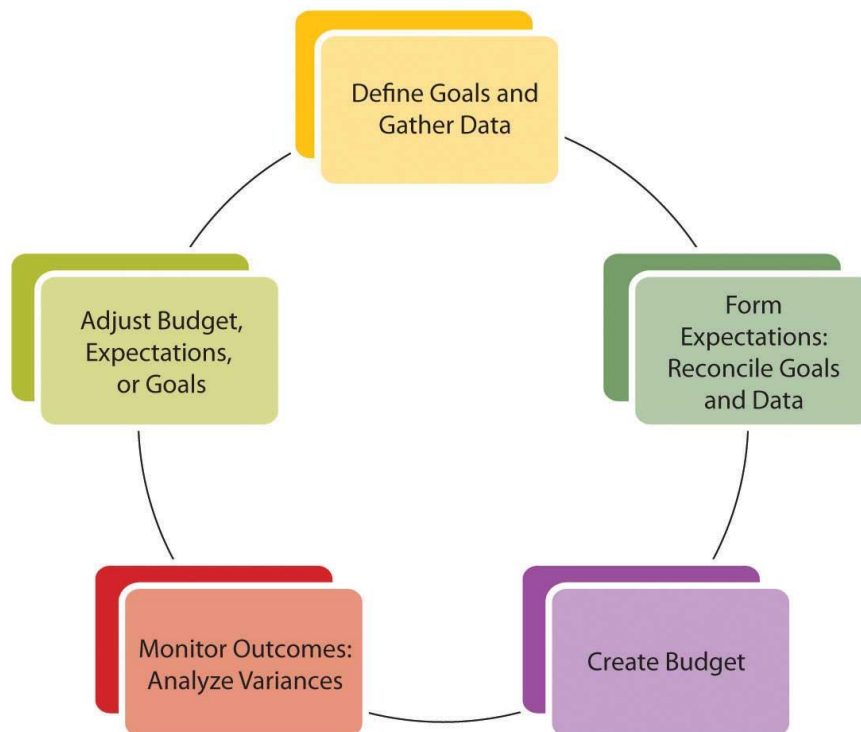 Define Goals and
Gather Data
Form
Expectations:
Reconcile Goals
and Data
Create Budget
Monitor Outcomes:
Analyze Variances
Adjust Budget,
Expectations,
or Goals